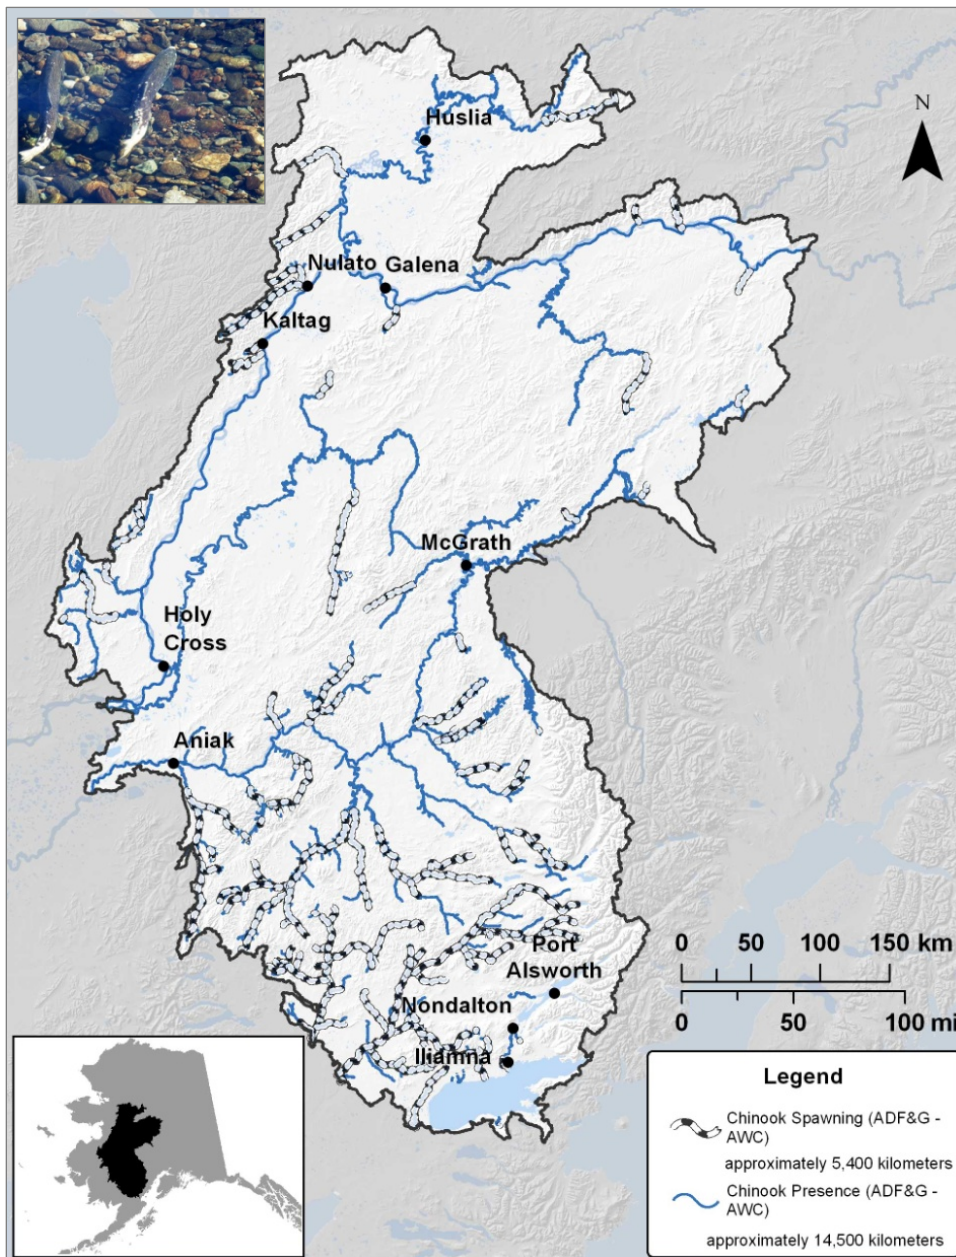 Huslia
N
Nulato
Galena
Kaltag
McGrath
Holy
Cross
Aniak
Port
Alsworth
Nondalton
Iliamna
0 50 100 150 km
0 50 100 mi
Legend
Chinook Spawning (ADF&G -
AWC)
approximately 5,400 kilometers
Chinook Presence (ADF&G -
AWC)
approximately 14,500 kilometers